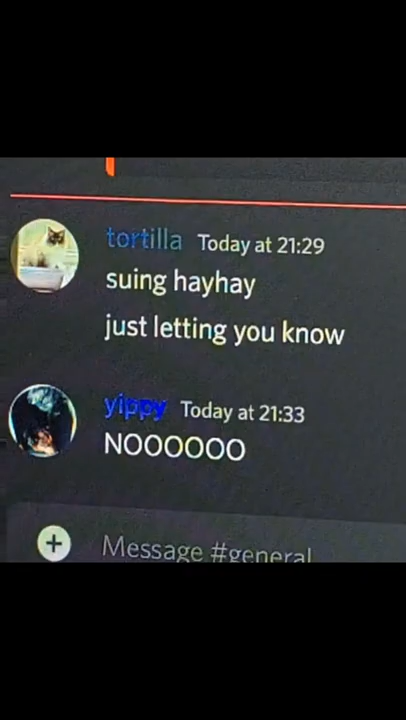 tortilla Today at 21:29
suing hayhay
just letting you know
yippy Today at 21:33
NOOOOOO
Message #general